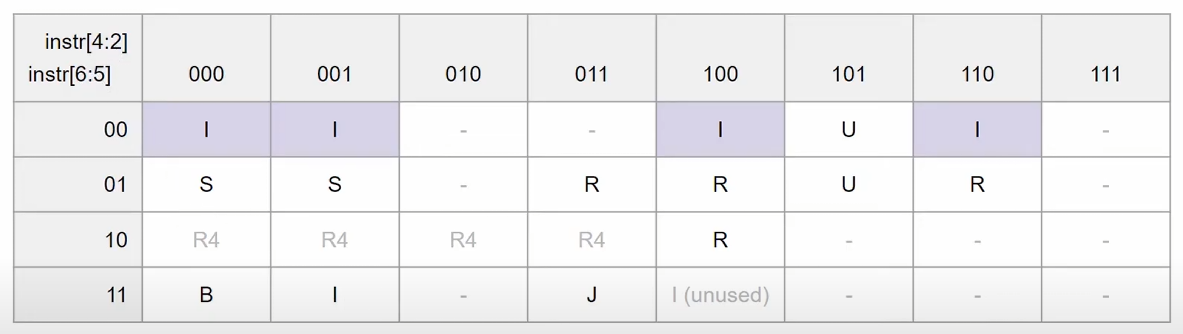 instr[4:2]
instr[6:5] 000 001 010 011 100 101 110 111
00 I I - - I U I -
01 S S - R R U R -
10 R4 R4 R4 R4 R - - -
11 B I - J I (unused) - - -